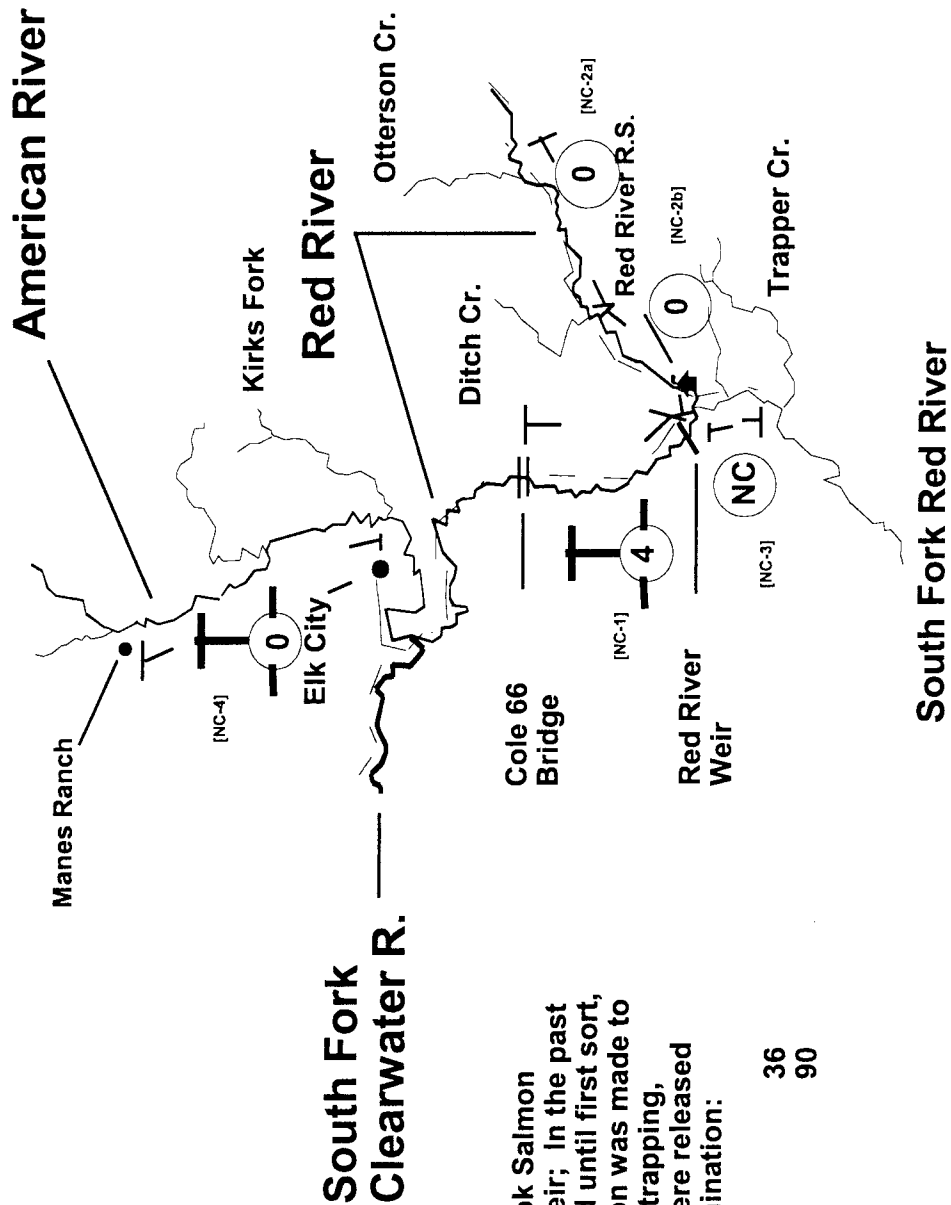 American River
Manes Ranch
[NC-4]
0
Elk City
Kirks Fork
Red River
Otterson Cr.
Ditch Cr.
0
[NC-2a]
Red River R.S.
[NC-2b]
0
Trapper Cr.
South Fork
Clearwater R.
Cole 66
Bridge
4
[NC-1]
Red River
Weir
NC
[NC-3]
South Fork Red River
ok Salmon
eir; In the past
until first sort,
on was made to
trapping,
ere released
ination:
36
90